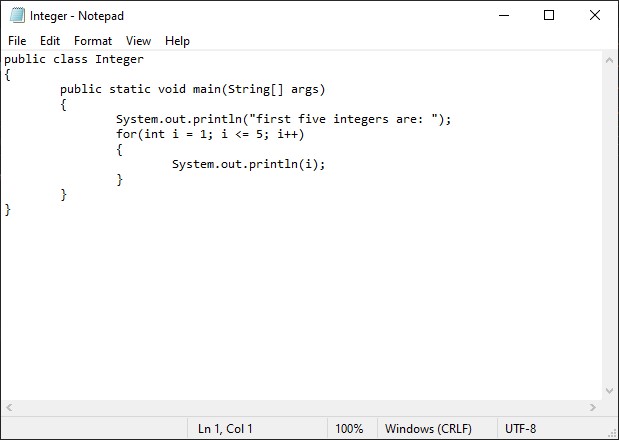 Integer - Notepad
File Edit Format View Help
public class Integer
{
        public static void main(String[] args)
        {
                System.out.println("first five integers are: ");
                for(int i = 1; i <= 5; i++)
                {
                        System.out.println(i);
                }
        }
}
Ln 1, Col 1 100% Windows (CRLF) UTF-8